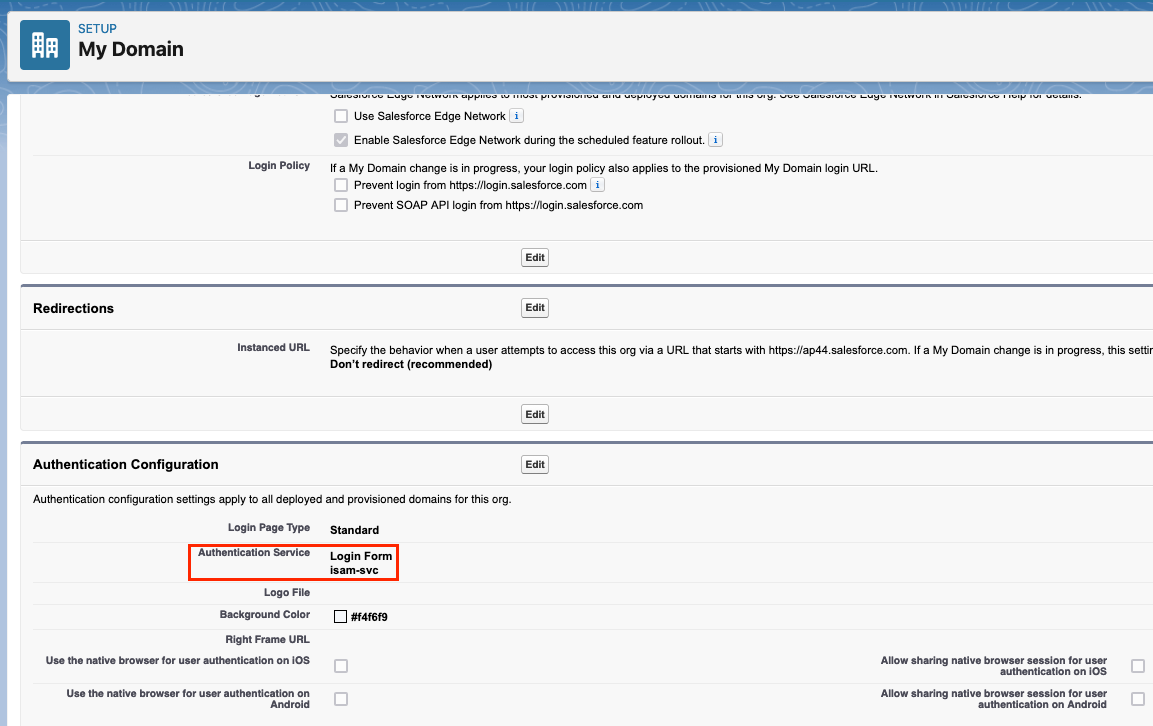 SETUP
My Domain
Salesforce Edge Network applies to most provisioned and deployed domains for this org. See Salesforce Edge Network in Salesforce Help for details.
Use Salesforce Edge Network i
Enable Salesforce Edge Network during the scheduled feature rollout. i
Login Policy If a My Domain change is in progress, your login policy also applies to the provisioned My Domain login URL.
Prevent login from https://login.salesforce.com i
Prevent SOAP API login from https://login.salesforce.com
Edit
Redirections Edit
Instanced URL Specify the behavior when a user attempts to access this org via a URL that starts with https://ap44.salesforce.com. If a My Domain change is in progress, this
Don't redirect (recommended)
Edit
Authentication Configuration Edit
Authentication configuration settings apply to all deployed and provisioned domains for this org.
Login Page Type Standard
Authentication Service Login Form
isam-svc
Logo File
Background Color #f4f6f9
Right Frame URL
Use the native browser for user authentication on iOS
Allow sharing native browser session for user
authentication on iOS
Use the native browser for user authentication on
Android
Allow sharing native browser session for user
authentication on Android